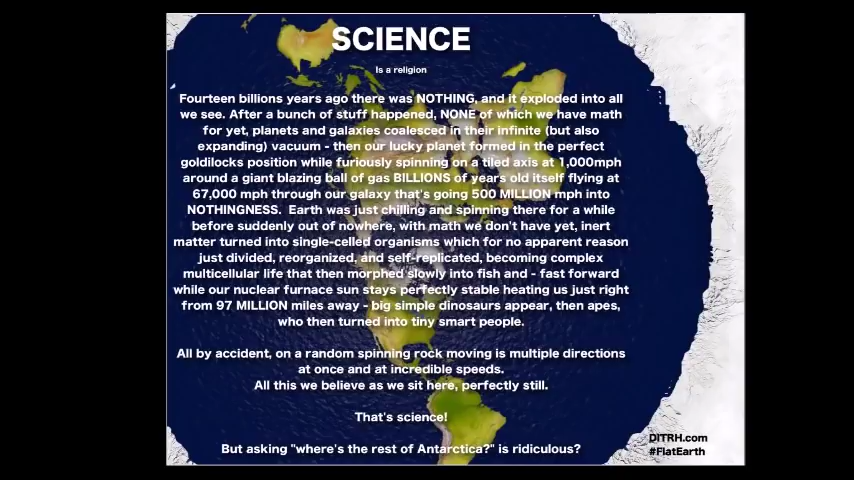 SCIENCE
Is a religion
Fourteen billions years ago there was NOTHING, and it exploded into all
we see. After a bunch of stuff happened, NONE of which we have math
for yet, planets and galaxies coalesced in their infinite (but also
expanding) vacuum - then our lucky planet formed in the perfect
goldilocks position while furiously spinning on a tiled axis at 1,000mph
around a giant blazing ball of gas BILLIONS of years old itself flying at
67,000 mph through our galaxy that's going 500 MILLION mph into
NOTHINGNESS. Earth was just chilling and spinning there for a while
before suddenly out of nowhere, with math we don't have yet, inert
matter turned into single-celled organisms which for no apparent reason
just divided, reorganized, and self-replicated, becoming complex
multicellular life that then morphed slowly into fish and - fast forward
while our nuclear furnace sun stays perfectly stable heating us just right
from 97 MILLION miles away - big simple dinosaurs appear, then apes,
who then turned into tiny smart people.
All by accident, on a random spinning rock moving is multiple directions
at once and at incredible speeds.
All this we believe as we sit here, perfectly still.
That's science!
But asking "where's the rest of Antarctica?" is ridiculous?
DITRH.com
#FlatEarth